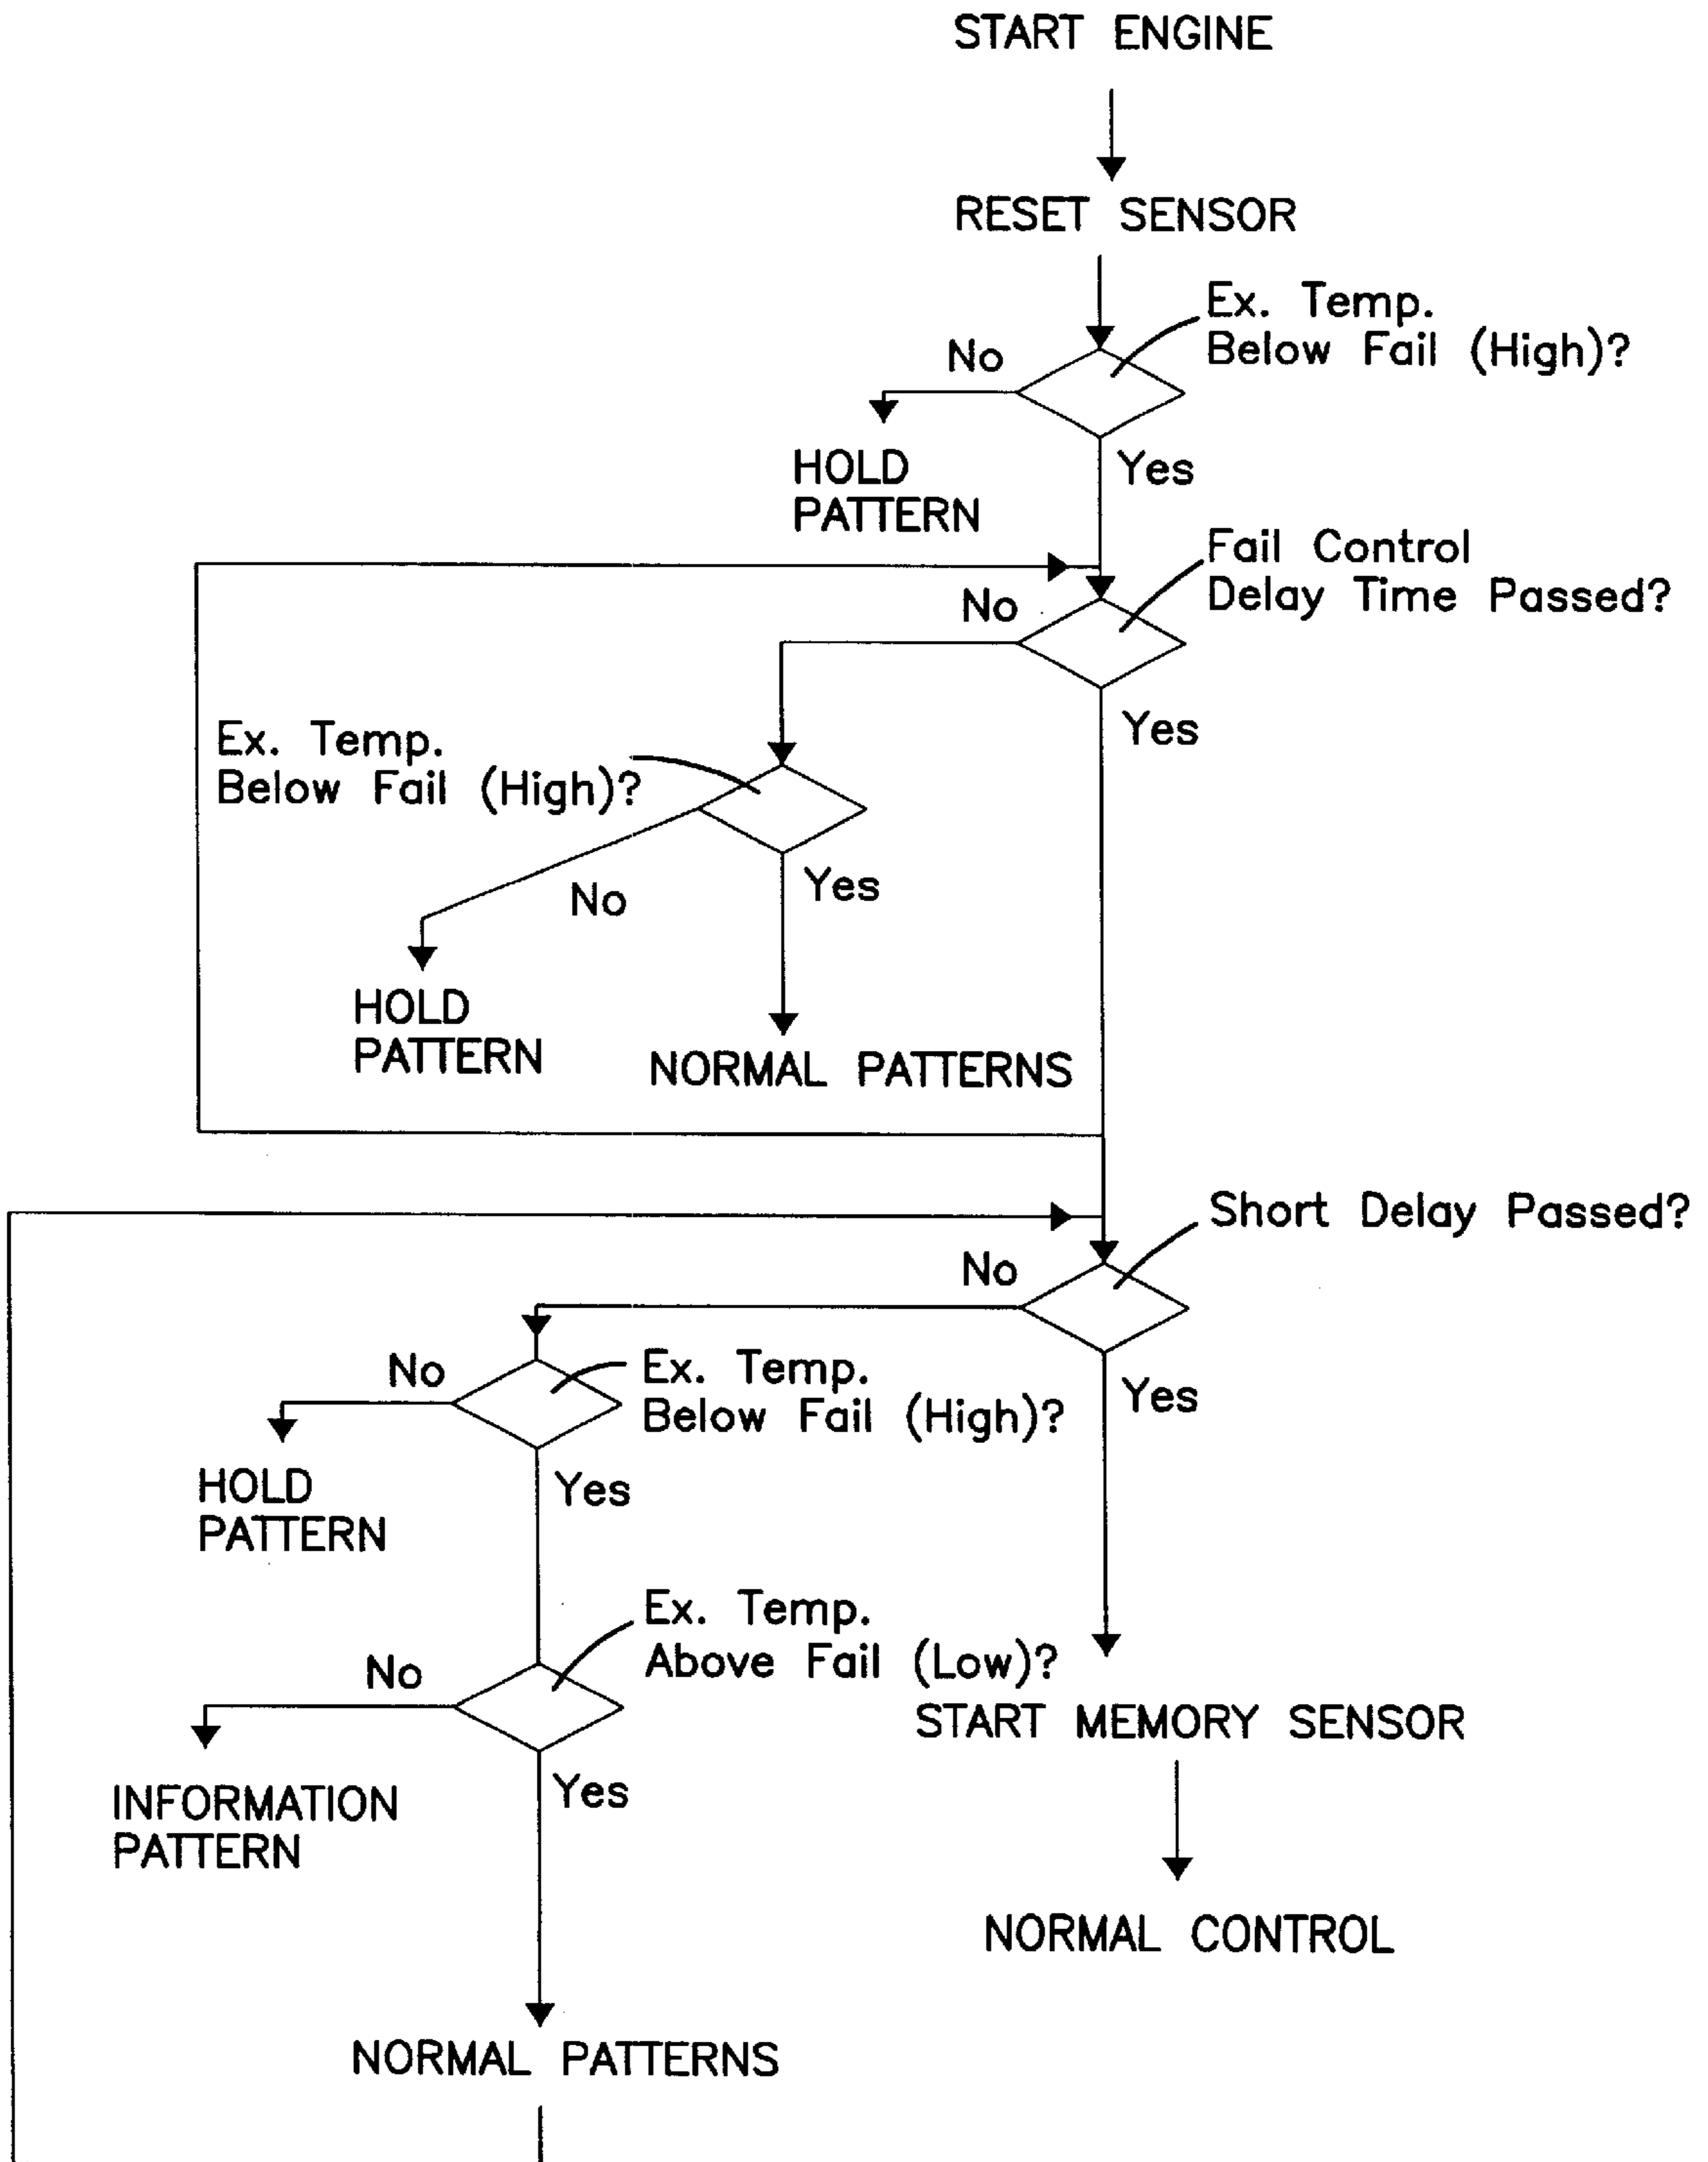 START ENGINE
RESET SENSOR
Ex. Temp.
Below Fail (High)?
No
HOLD
PATTERN
Yes
Fail Control
Delay Time Passed?
No
Yes
Ex. Temp.
Below Fail (High)?
No
Yes
HOLD
PATTERN
NORMAL PATTERNS
Short Delay Passed?
No
Yes
No
Ex. Temp.
Below Fail (High)?
HOLD
PATTERN
Yes
Ex. Temp.
Above Fail (Low)?
No
START MEMORY SENSOR
INFORMATION
PATTERN
Yes
NORMAL CONTROL
NORMAL PATTERNS